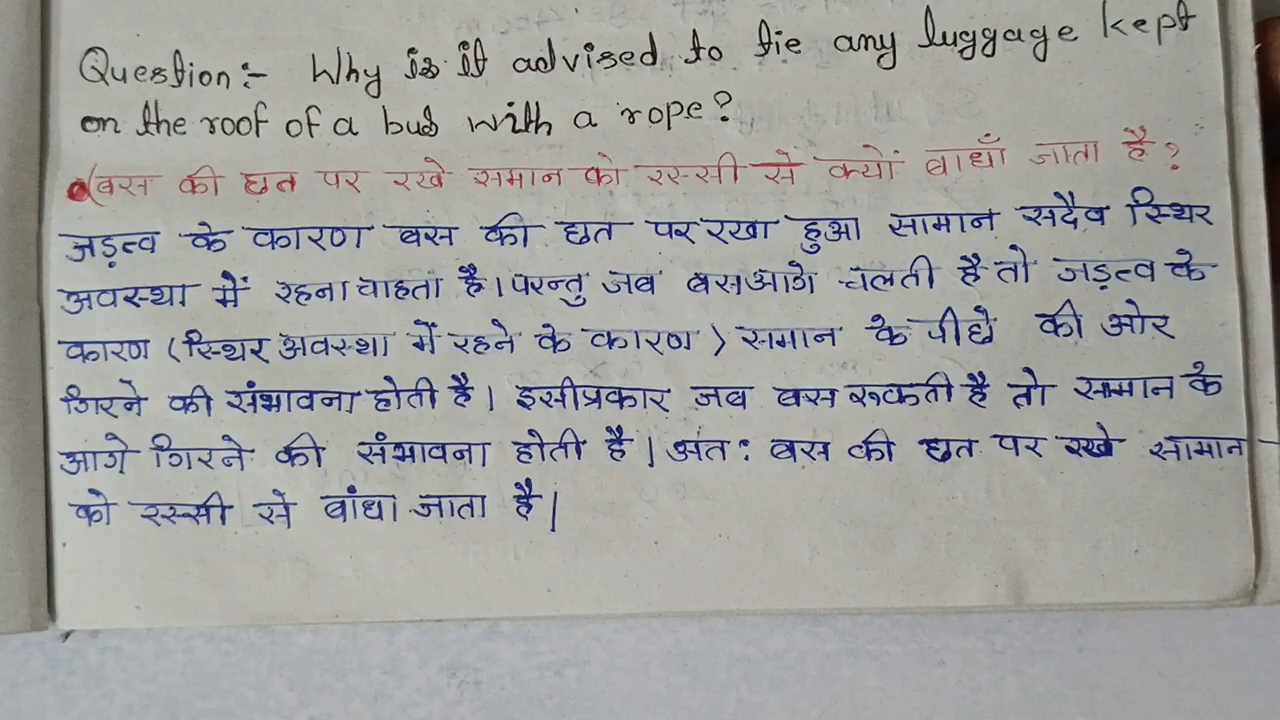 Question:- Why is it advised to tie any luggage kept
on the roof of a bus with a rope?
(बस की छत पर रखे समान को रस्सी से क्यों बाधाँ जाता है?
जड़त्व के कारण बस की छत पर रखा हुआ सामान सदैव स्थिर
अवस्था में रहना चाहता है। परन्तु जब बस आगे चलती है तो जड़त्व के
कारण (स्थिर अवस्था में रहने के कारण) समान के पीछे की ओर
गिरने की संभावना होती है। इसीप्रकार जब बस रुकती है तो सामान के
आगे गिरने की संभावना होती है। अतः बस की छत पर रखे सामान
को रस्सी से बांधा जाता है।